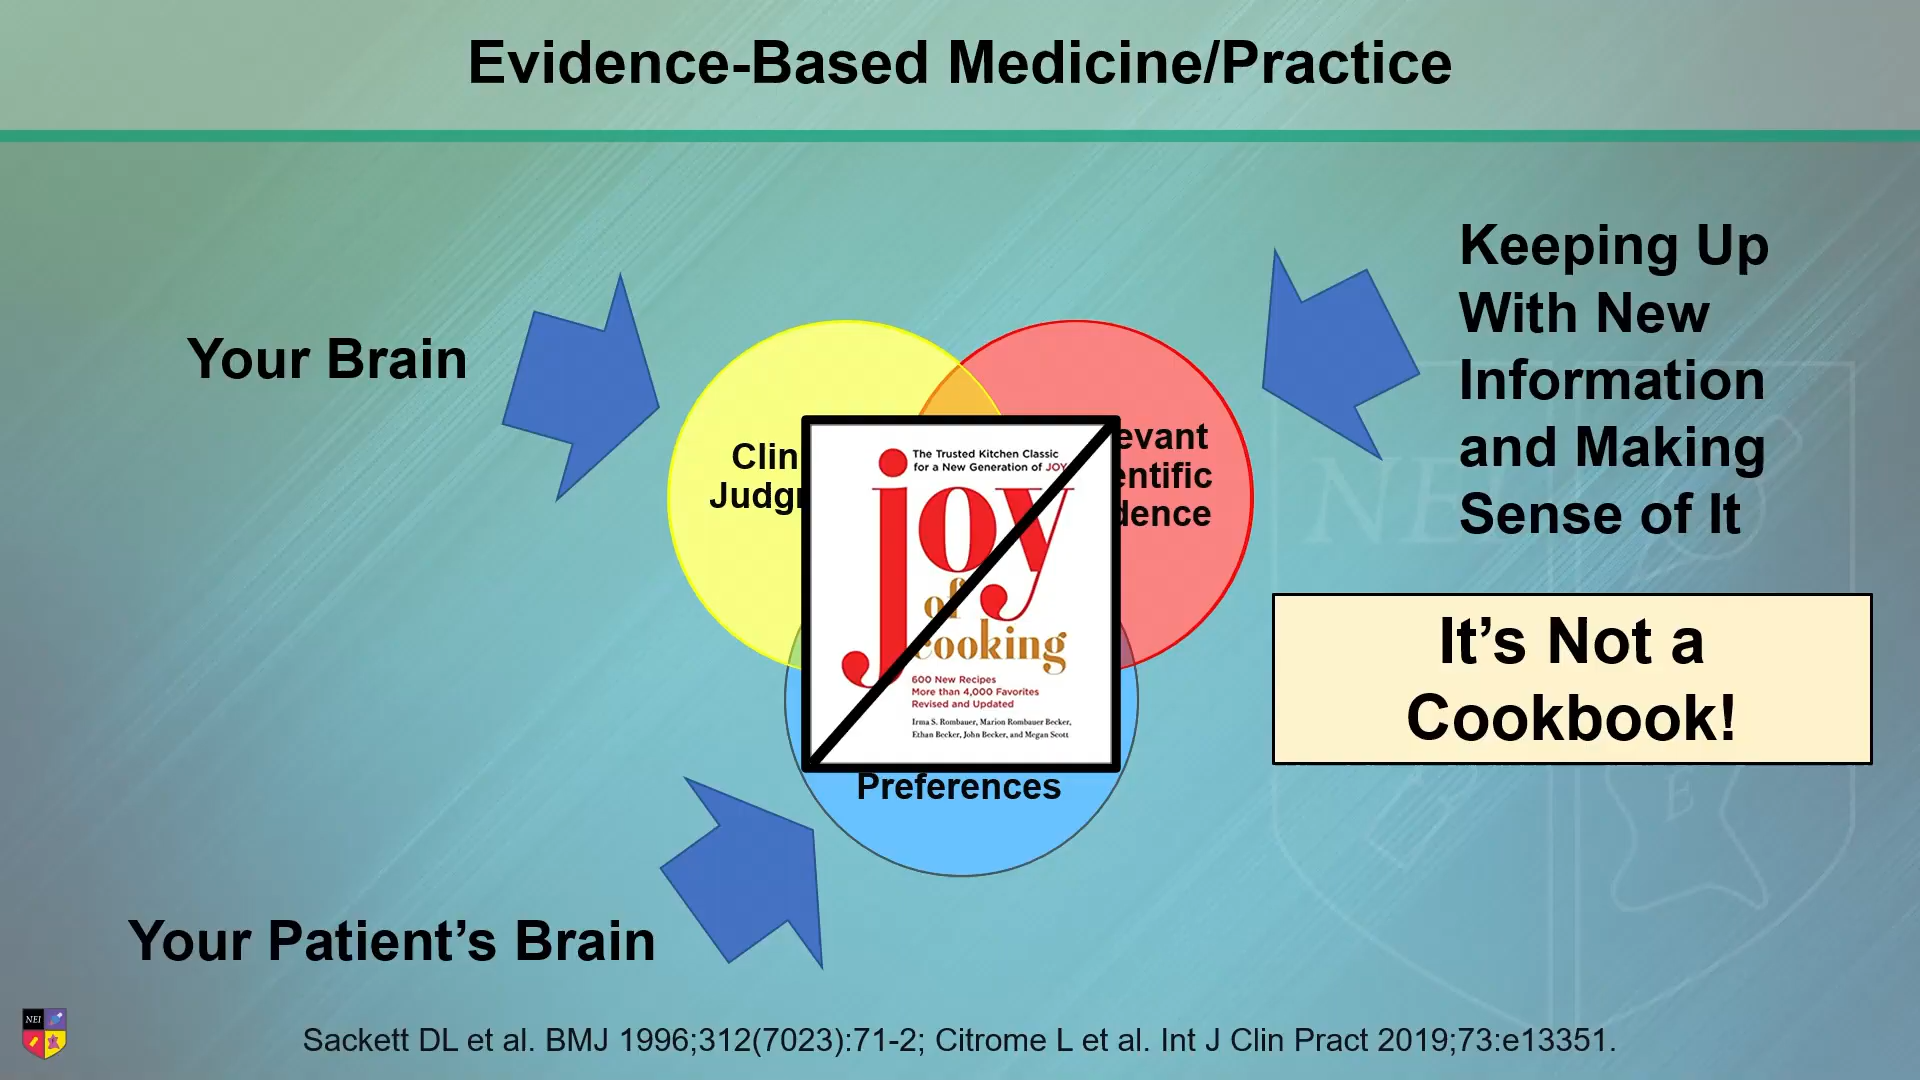 Evidence-Based Medicine/Practice
Your Brain
Keeping Up
With New
Information
and Making
Sense of It
Clin
Judg
evant
entific
dence
The Trusted Kitchen Classic
for a New Generation of JOY
joy
of
cooking
600 New Recipes
More than 4,000 Favorites
Revised and Updated
Irma S. Rombauer, Marion Rombauer Becker,
Ethan Becker, John Becker, and Megan Scott
Preferences
It’s Not a
Cookbook!
Your Patient’s Brain
NEI
NEI
E
Sackett DL et al. BMJ 1996;312(7023):71-2; Citrome L et al. Int J Clin Pract 2019;73:e13351.